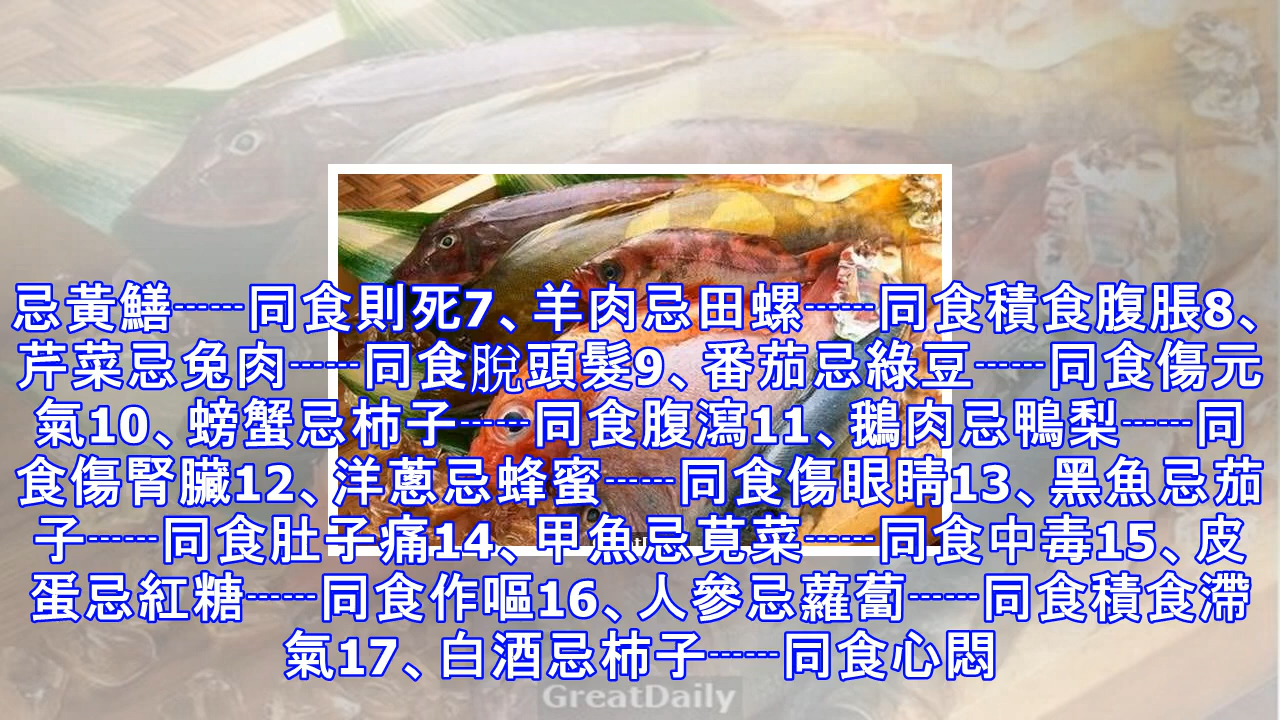 忌黃鱔┅┅同食則死7、羊肉忌田螺┅┅同食積食腹脹8、
芹菜忌兔肉┅┅同食脫頭髮9、番茄忌綠豆┅┅同食傷元
氣10、螃蟹忌柿子┅┅同食腹瀉11、鵝肉忌鴨梨┅┅同
食傷腎臟12、洋蔥忌蜂蜜┅┅同食傷眼睛13、黑魚忌茄
子┅┅同食肚子痛14、甲魚忌莧菜┅┅同食中毒15、皮
蛋忌紅糖┅┅同食作嘔16、人參忌蘿蔔┅┅同食積食滯
氣17、白酒忌柿子┅┅同食心悶
GreatDaily